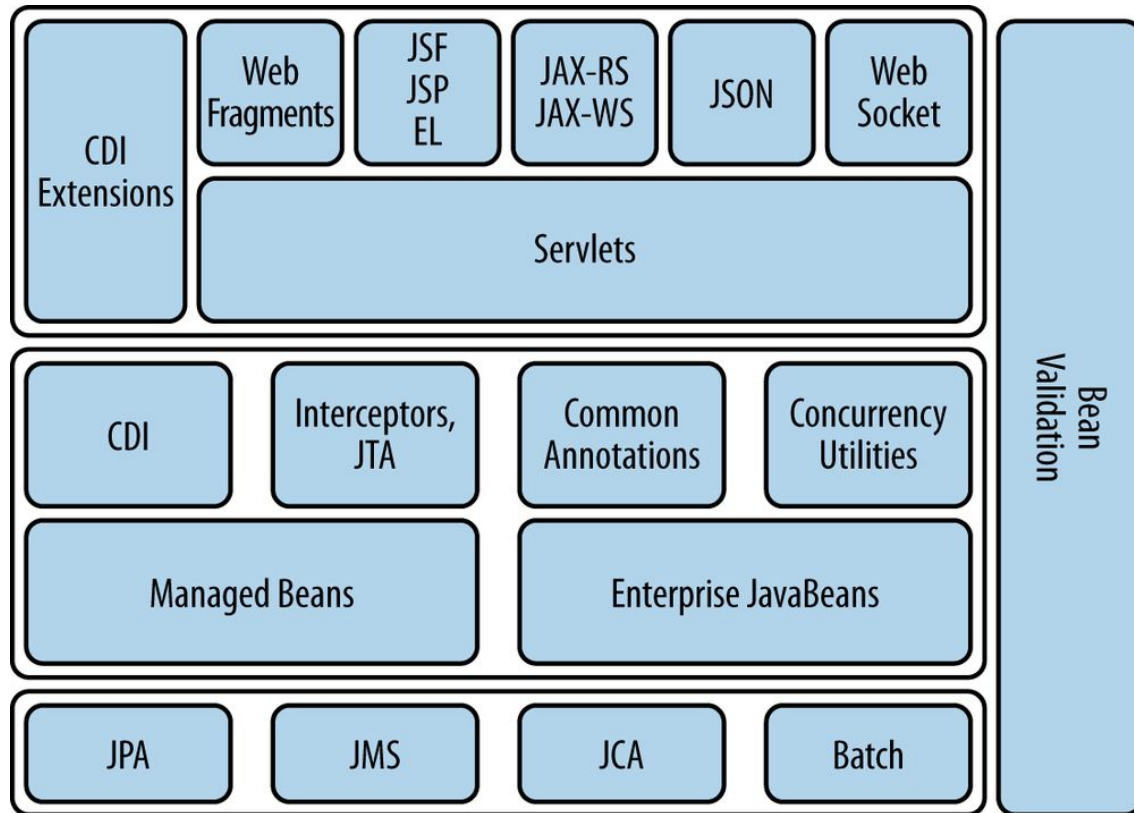 CDI
Extensions
Web
Fragments
JSF
JSP
EL
JAX-RS
JAX-WS
JSON
Web
Socket
Servlets
CDI
Interceptors,
JTA
Common
Annotations
Concurrency
Utilities
Managed Beans
Enterprise JavaBeans
JPA
JMS
JCA
Batch
Bean
Validation